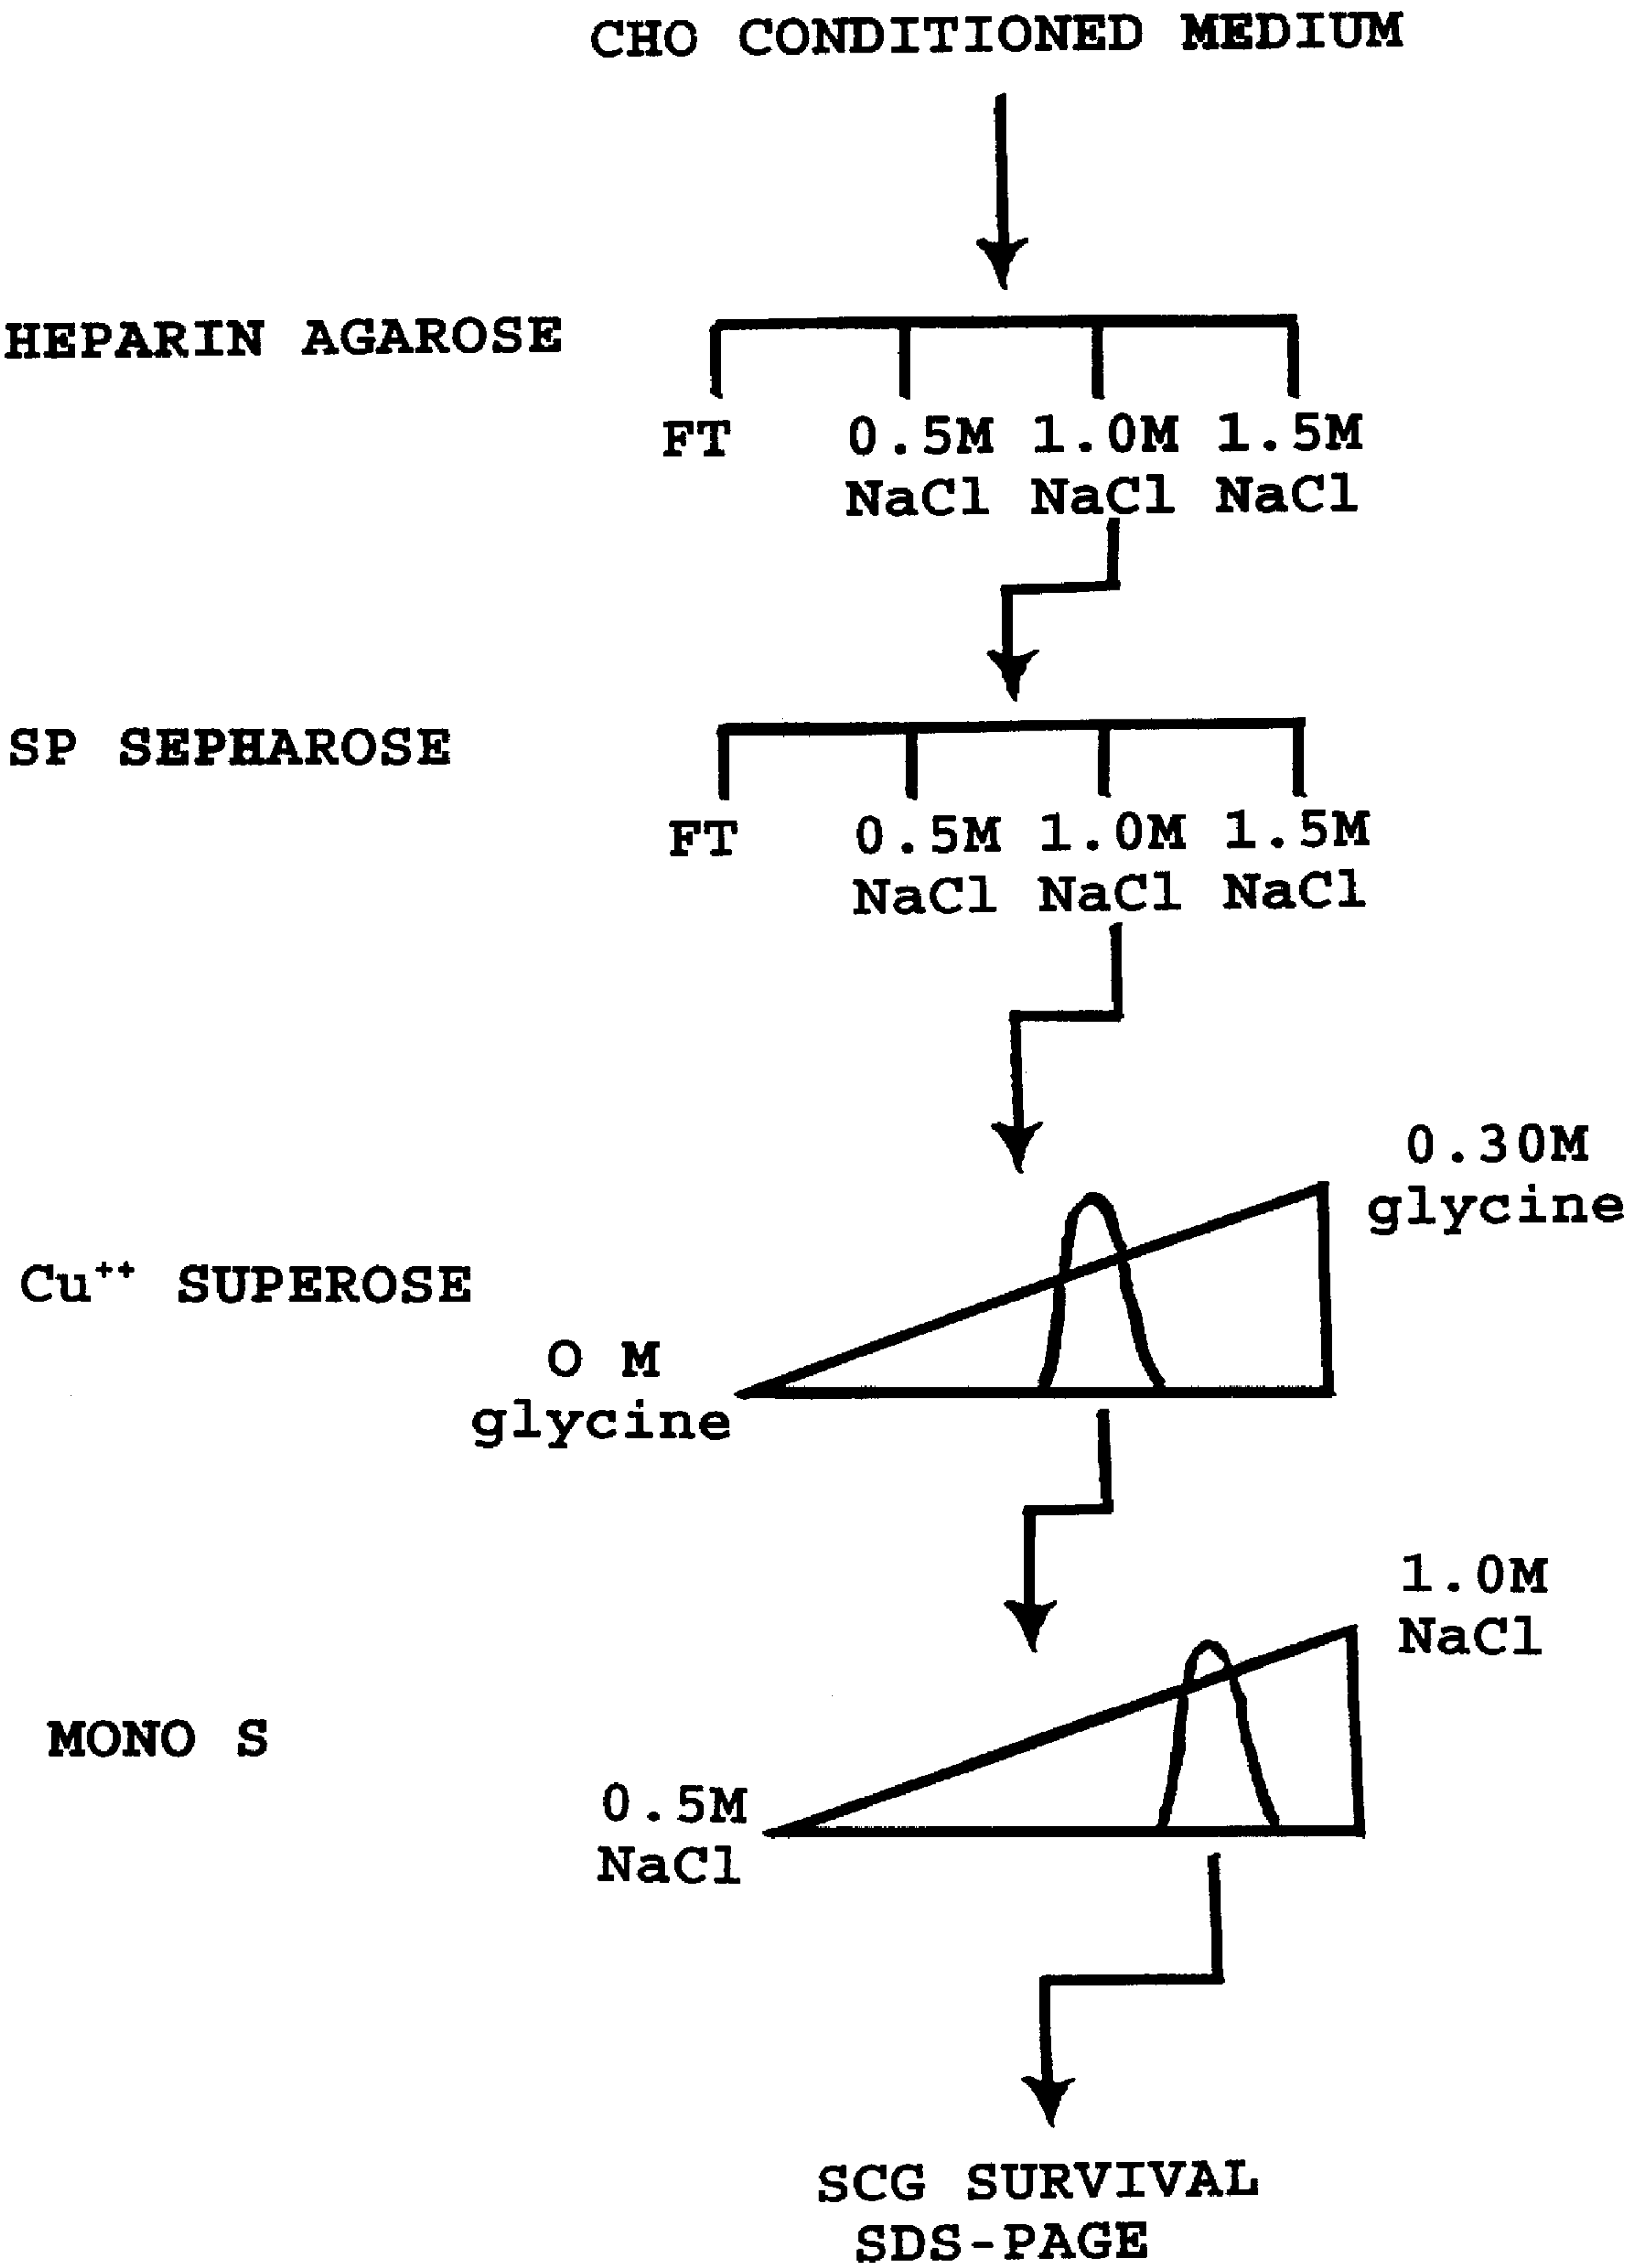 CHO CONDITIONED MEDIUM
HEPARIN AGAROSE
FT 0.5M 1.0M 1.5M
NaCl NaCl NaCl
SP SEPHAROSE
FT 0.5M 1.0M 1.5M
NaCl NaCl NaCl
0.30M
glycine
Cu++ SUPEROSE
O M
glycine
1.0M
NaCl
MONO S
0.5M
NaCl
SCG SURVIVAL
SDS-PAGE